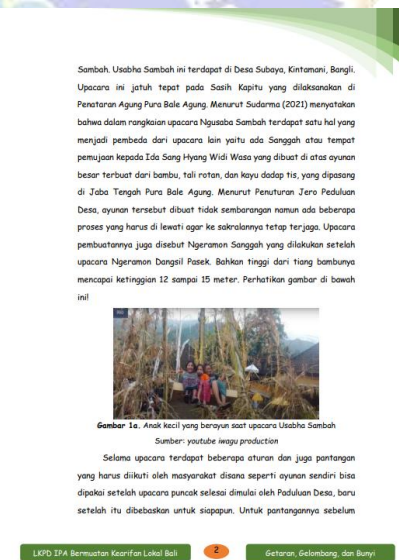 Sambah. Usabha Sambah ini terdapat di Desa Subaya, Kintamani, Bangli.
Upacara ini jatuh tepat pada Sasih Kapitu yang dilaksanakan di
Penataran Agung Pura Bale Agung. Menurut Sudarma (2021) menyatakan
bahwa dalam rangkaian upacara Ngusaba Sambah terdapat satu hal yang
menjadi pembeda dari upacara lain yaitu ada Sanggah atau tempat
pemujaan kepada Ida Sang Hyang Widi Wasa yang dibuat di atas ayunan
besar terbuat dari bambu, tali rotan, dan kayu dadap tis, yang dipasang
di Jaba Tengah Pura Bale Agung. Menurut Penuturan Jero Peduluan
Desa, ayunan tersebut dibuat tidak sembarangan namun ada beberapa
proses yang harus di lewati agar ke sakralannya tetap terjaga. Upacara
pembuatannya juga disebut Ngeramon Sanggah yang dilakukan setelah
upacara Ngeramon Dangsil Pasek. Bahkan tinggi dari tiang bambunya
mencapai ketinggian 12 sampai 15 meter. Perhatikan gambar di bawah
ini!
Gambar 1a. Anak kecil yang berayun saat upacara Usabha Sambah
Sumber: youtube iwagu production
Selama upacara terdapat beberapa aturan dan juga pantangan
yang harus diikuti oleh masyarakat disana seperti ayunan sendiri bisa
dipakai setelah upacara puncak selesai dimulai oleh Paduluan Desa, baru
setelah itu dibebaskan untuk siapapun. Untuk pantangannya sebelum
LKPD IPA Bermuatan Kearifan Lokal Bali
2
Getaran, Gelombang, dan Bunyi